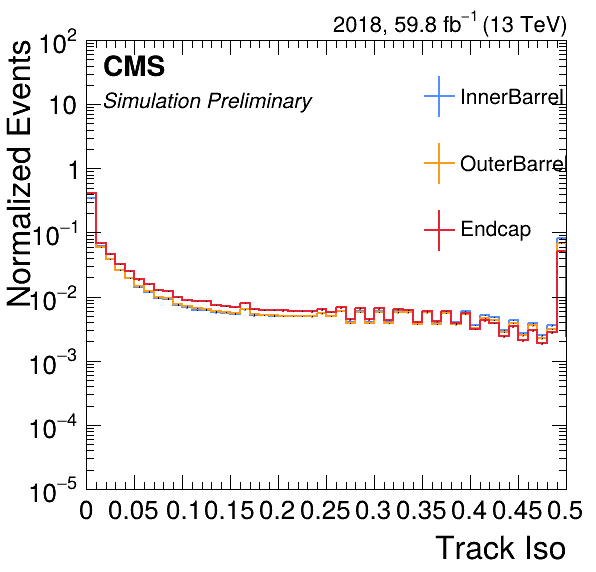 2018, 59.8 fb⁻¹ (13 TeV)
CMS
Simulation Preliminary
InnerBarrel
OuterBarrel
Endcap
Normalized Events
10²
10
1
10⁻¹
10⁻²
10⁻³
10⁻⁴
10⁻⁵
0 0.05 0.1 0.15 0.2 0.25 0.3 0.35 0.4 0.45 0.5
Track Iso